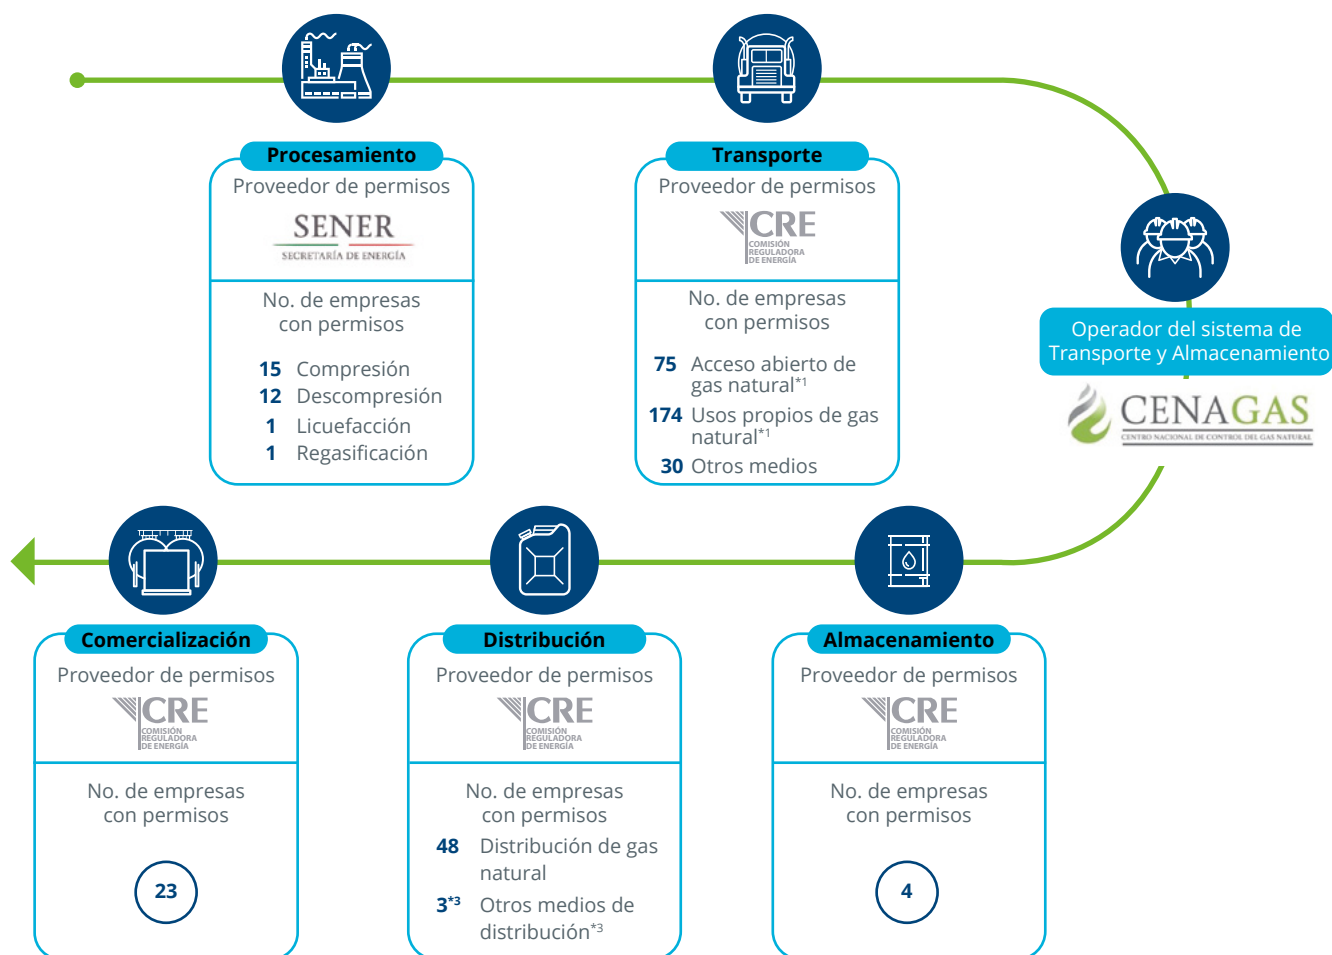 Procesamiento
Proveedor de permisos
SENER
SECRETARÍA DE ENERGÍA
No. de empresas
con permisos
15 Compresión
12 Descompresión
1 Licuefacción
1 Regasificación
Transporte
Proveedor de permisos
CRE
COMISIÓN
REGULADORA
DE ENERGÍA
No. de empresas
con permisos
75 Acceso abierto de
gas natural*1
174 Usos propios de gas
natural*1
30 Otros medios
Operador del sistema de
Transporte y Almacenamiento
CENAGAS
CENTRO NACIONAL DE CONTROL DEL GAS NATURAL
Comercialización
Proveedor de permisos
CRE
COMISIÓN
REGULADORA
DE ENERGÍA
No. de empresas
con permisos
23
Distribución
Proveedor de permisos
CRE
COMISIÓN
REGULADORA
DE ENERGÍA
No. de empresas
con permisos
48 Distribución de gas
natural
3*3 Otros medios de
distribución*3
Almacenamiento
Proveedor de permisos
CRE
COMISIÓN
REGULADORA
DE ENERGÍA
No. de empresas
con permisos
4